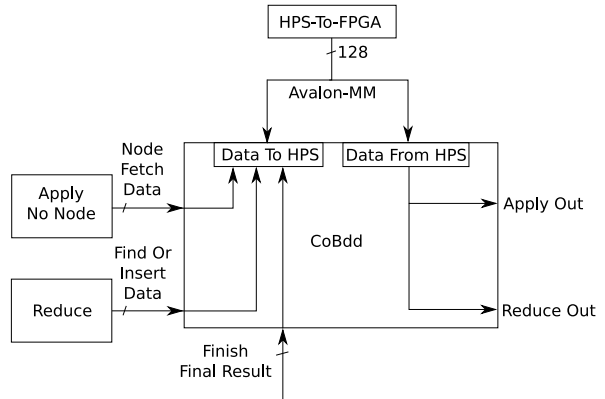 HPS-To-FPGA
128
Avalon-MM
Data To HPS
Data From HPS
Node
Fetch
Data
Apply
No Node
Apply Out
CoBdd
Find Or
Insert
Data
Reduce
Reduce Out
Finish
Final Result